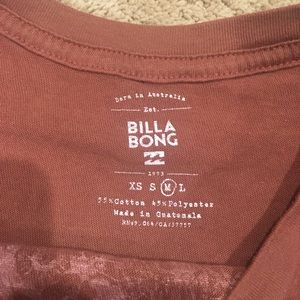 Born in Australia
Est.
BILLA
BONG
1973
XS S M L
55% Cotton 45% Polyester
Made in Guatemala